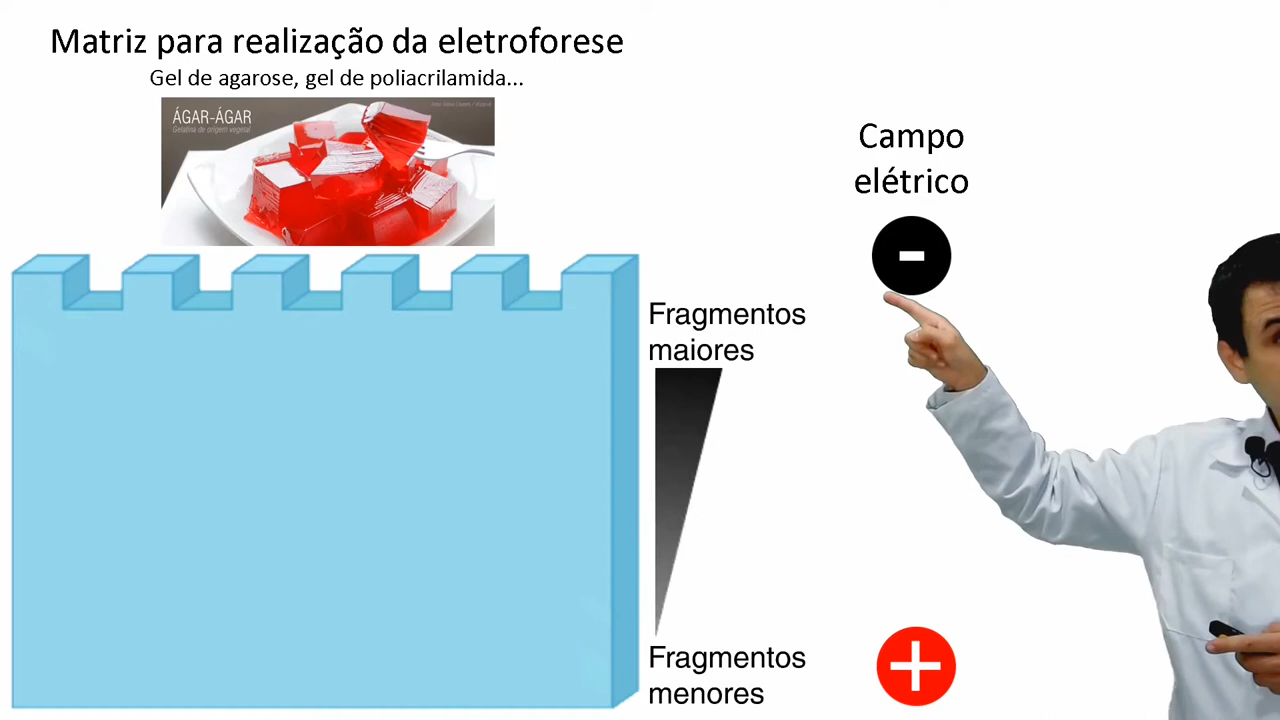 Matriz para realização da eletroforese
Gel de agarose, gel de poliacrilamida...
ÁGAR-ÁGAR
Gelatina de origem vegetal
Campo
elétrico
-
Fragmentos
maiores
Fragmentos
menores
+